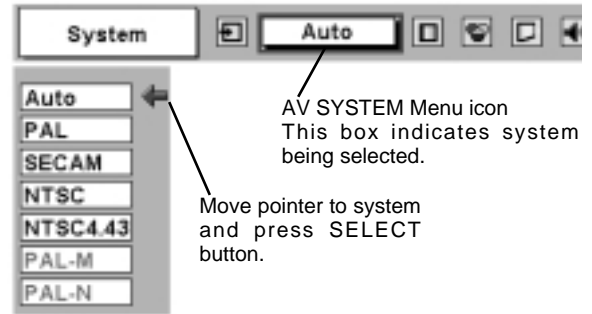 System
Auto
Auto
PAL
SECAM
NTSC
NTSC4.43
PAL-M
PAL-N
AV SYSTEM Menu icon
This box indicates system
being selected.
Move pointer to system
and press SELECT
button.